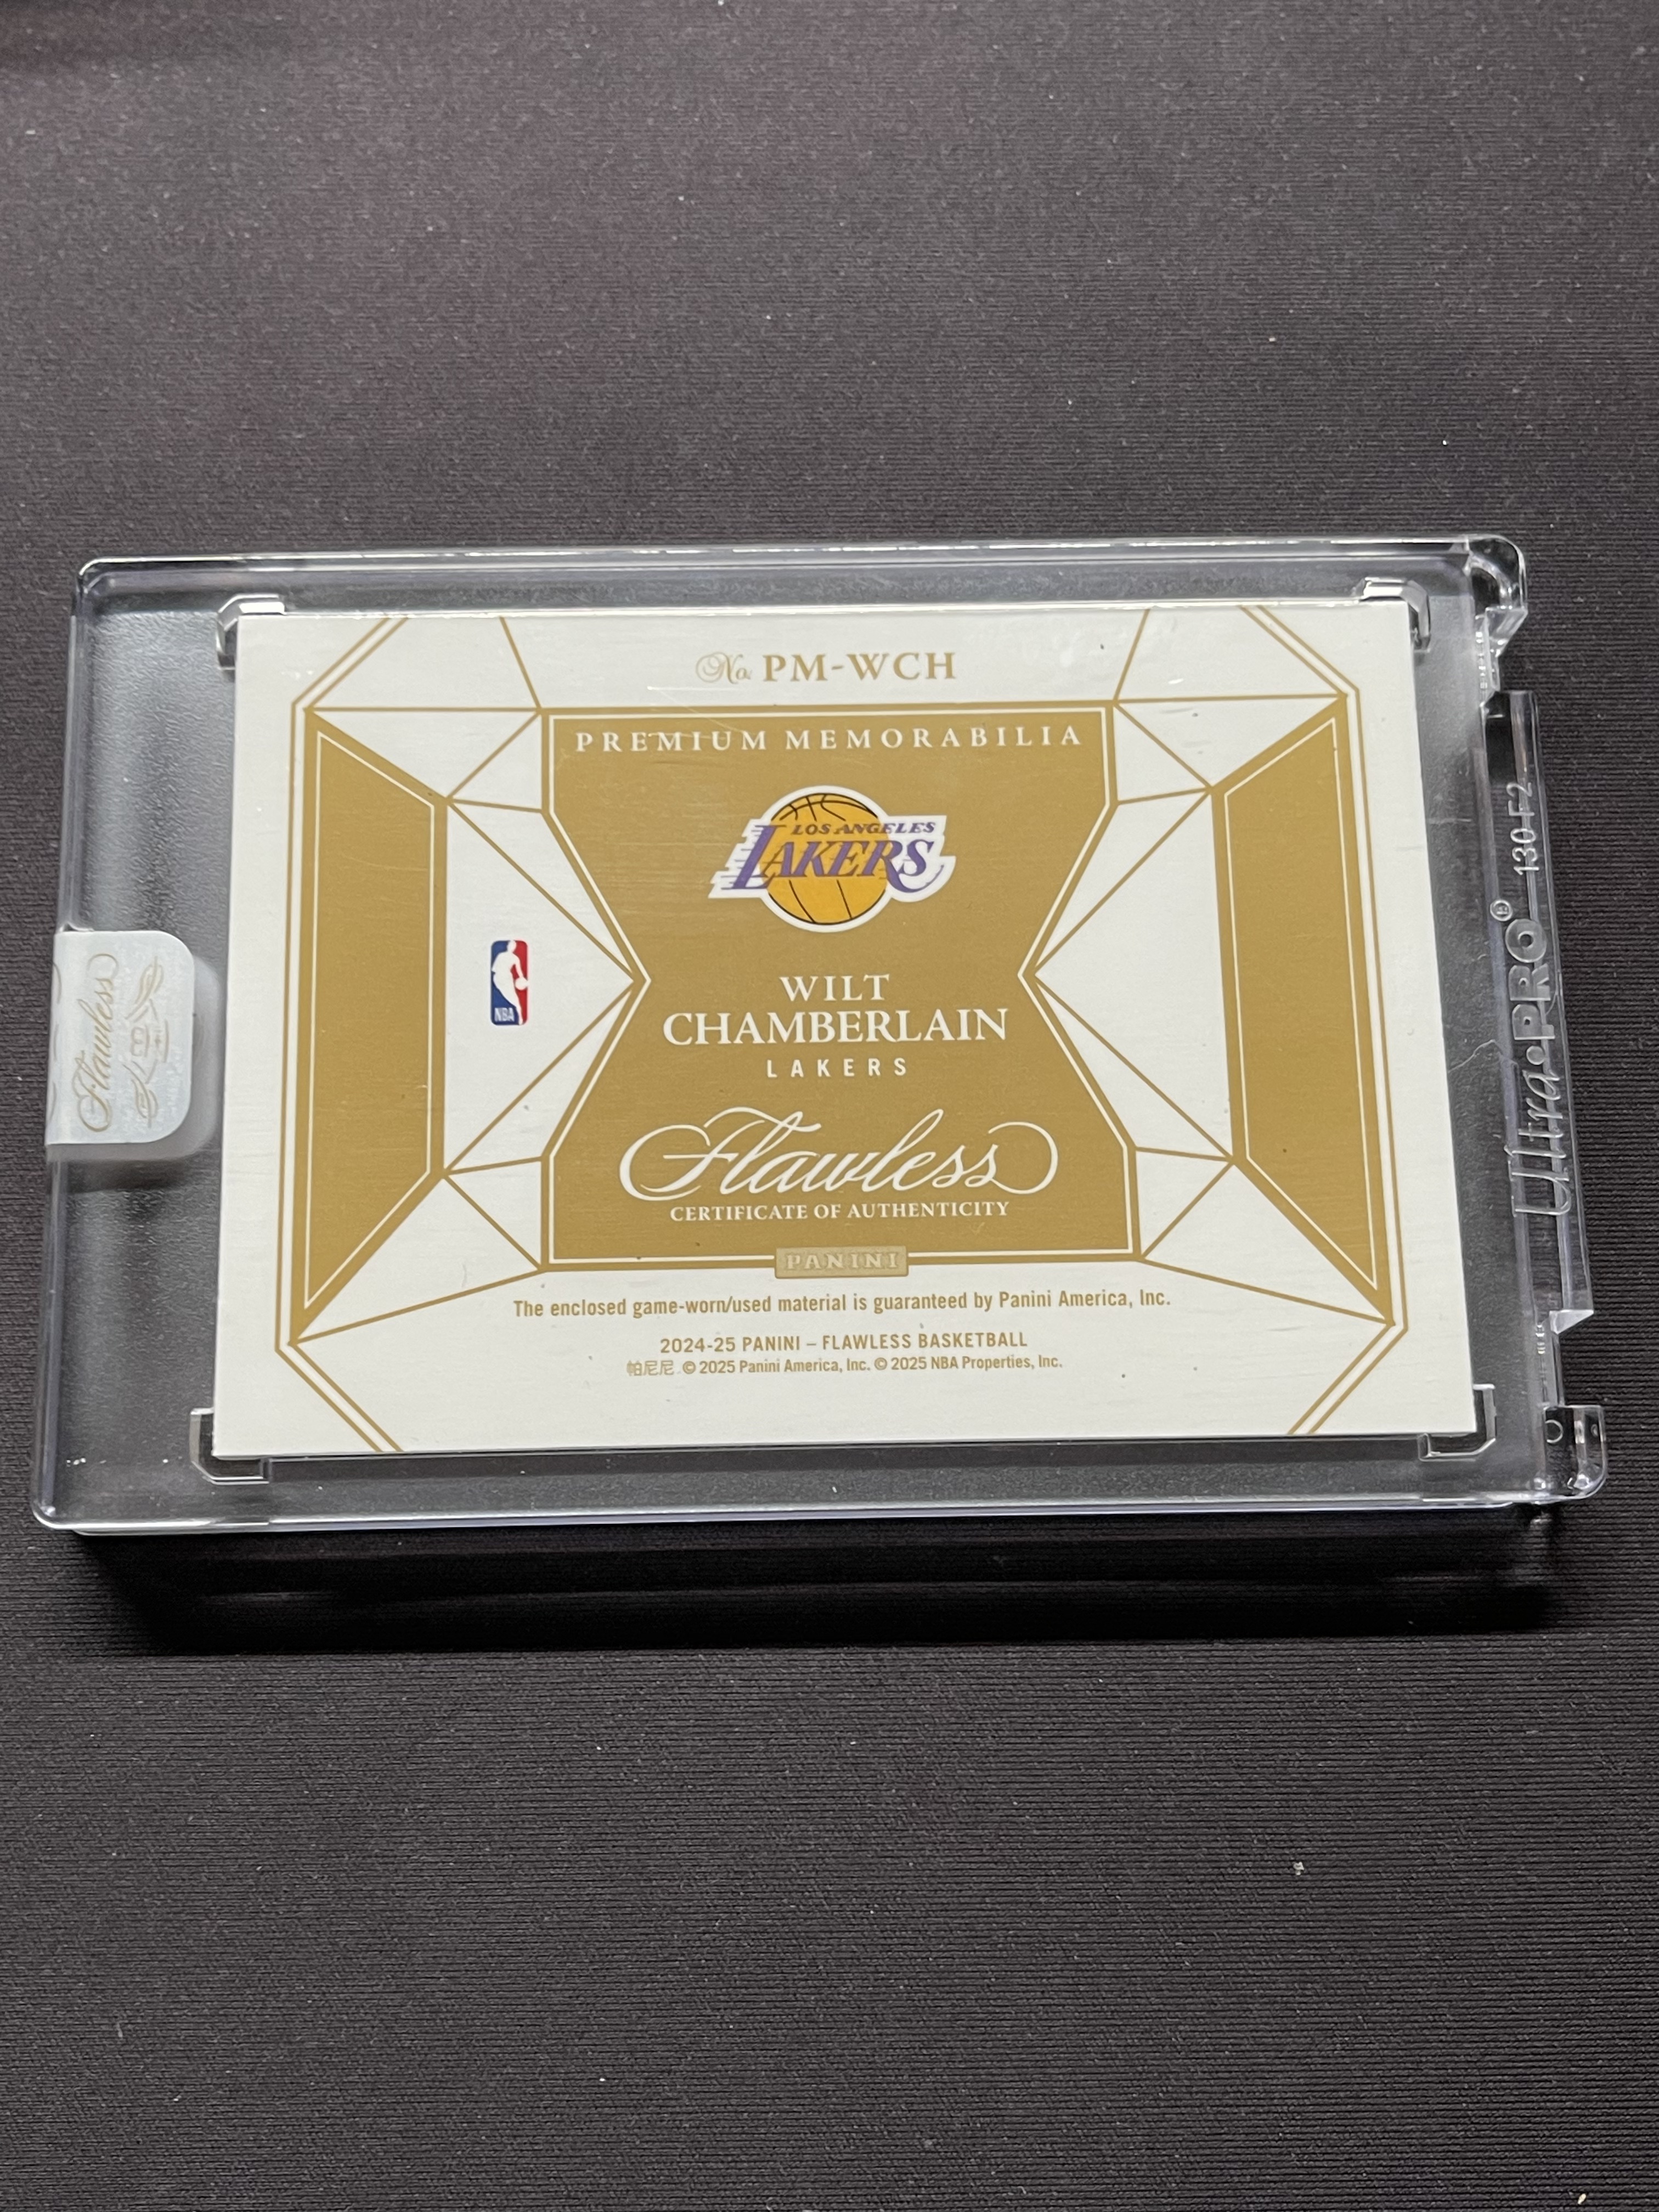 No. PM-WCH
PREMIUM MEMORABILIA
LOS ANGELES
LAKERS
NBA
WILT
CHAMBERLAIN
LAKERS
Flawless
CERTIFICATE OF AUTHENTICITY
PANINI
The enclosed game-worn/used material is guaranteed by Panini America, Inc.
2024-25 PANINI – FLAWLESS BASKETBALL
帕尼尼 © 2025 Panini America, Inc. © 2025 NBA Properties, Inc.
Flawless
Ultra•PRO® 130 F2